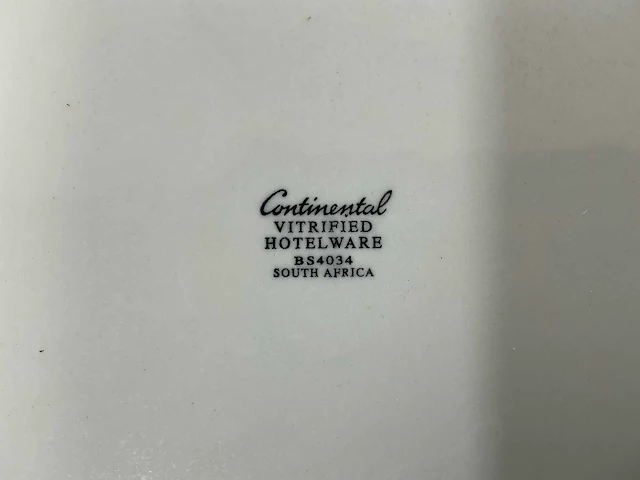 Continental
VITRIFIED
HOTELWARE
BS4034
SOUTH AFRICA